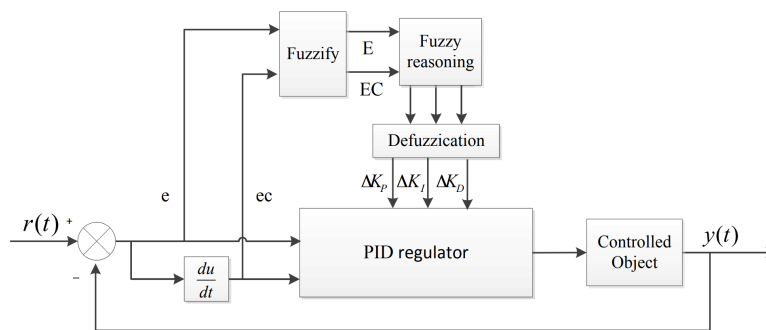 Fuzzify
E
EC
Fuzzy
reasoning
Defuzzication
ΔK_P ΔK_I ΔK_D
e
ec
r(t)
+
−
du
dt
PID regulator
Controlled
Object
y(t)